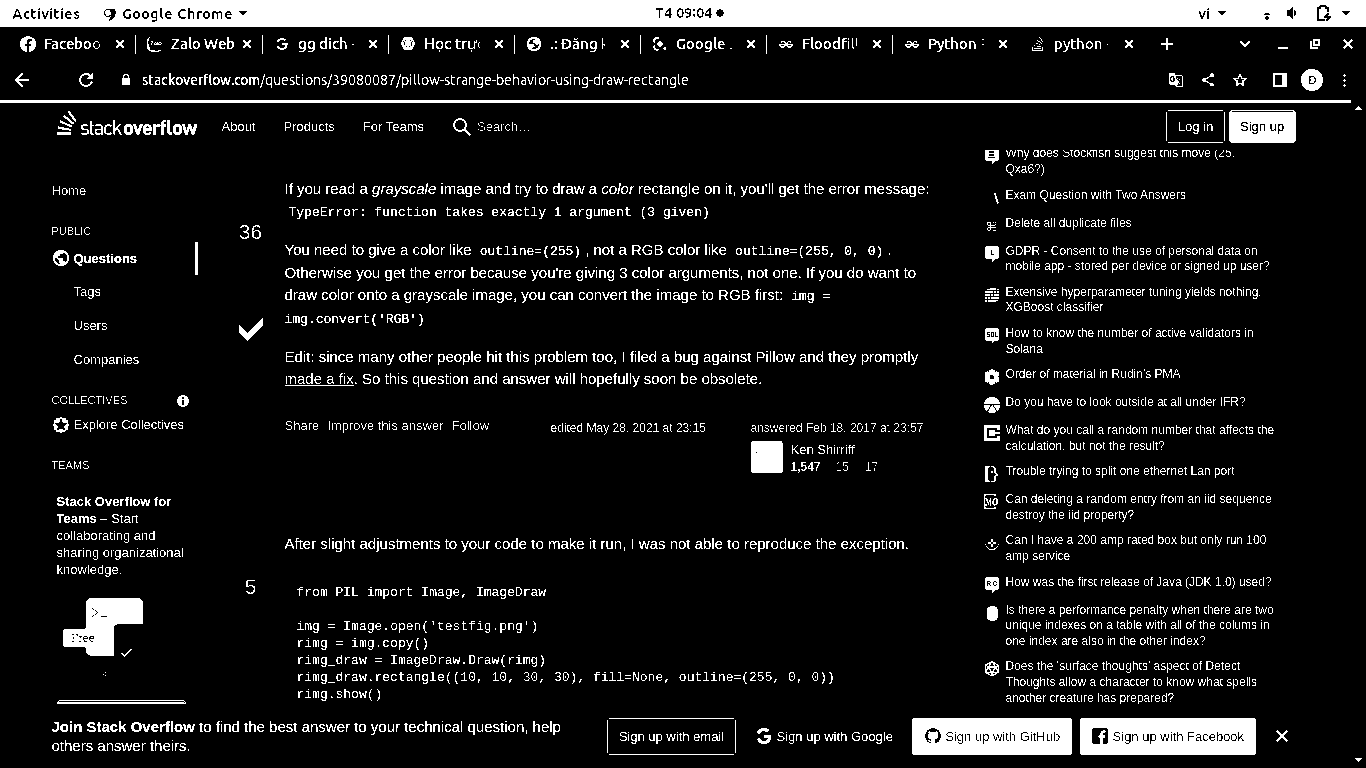 Activities Google Chrome T4 09:04 vi
Faceboo Zalo Web gg dich - Học trực .: Đăng Google . Floodfill Python python -
stackoverflow.com/questions/39080087/pillow-strange-behavior-using-draw-rectangle
stackoverflow About Products For Teams Search... Log in Sign up
Home
PUBLIC
Questions
Tags
Users
Companies
COLLECTIVES
Explore Collectives
TEAMS
Stack Overflow for
Teams – Start
collaborating and
sharing organizational
knowledge.
>_
Free
If you read a grayscale image and try to draw a color rectangle on it, you'll get the error message:
TypeError: function takes exactly 1 argument (3 given)
36
You need to give a color like outline=(255) , not a RGB color like outline=(255, 0, 0) .
Otherwise you get the error because you're giving 3 color arguments, not one. If you do want to
draw color onto a grayscale image, you can convert the image to RGB first: img =
img.convert('RGB')
Edit: since many other people hit this problem too, I filed a bug against Pillow and they promptly
made a fix. So this question and answer will hopefully soon be obsolete.
Share Improve this answer Follow
edited May 28, 2021 at 23:15
answered Feb 18, 2017 at 23:57
Ken Shirriff
1,547 15 17
After slight adjustments to your code to make it run, I was not able to reproduce the exception.
5
from PIL import Image, ImageDraw
img = Image.open('testfig.png')
rimg = img.copy()
rimg_draw = ImageDraw.Draw(rimg)
rimg_draw.rectangle((10, 10, 30, 30), fill=None, outline=(255, 0, 0))
rimg.show()
Why does Stockfish suggest this move (25.
Qxa6?)
Exam Question with Two Answers
Delete all duplicate files
GDPR - Consent to the use of personal data on
mobile app - stored per device or signed up user?
Extensive hyperparameter tuning yields nothing,
XGBoost classifier
How to know the number of active validators in
Solana
Order of material in Rudin's PMA
Do you have to look outside at all under IFR?
What do you call a random number that affects the
calculation, but not the result?
Trouble trying to split one ethernet Lan port
Can deleting a random entry from an iid sequence
destroy the iid property?
Can I have a 200 amp rated box but only run 100
amp service
How was the first release of Java (JDK 1.0) used?
Is there a performance penalty when there are two
unique indexes on a table with all of the colums in
one index are also in the other index?
Does the 'surface thoughts' aspect of Detect
Thoughts allow a character to know what spells
another creature has prepared?
Join Stack Overflow to find the best answer to your technical question, help
others answer theirs.
Sign up with email Sign up with Google Sign up with GitHub Sign up with Facebook